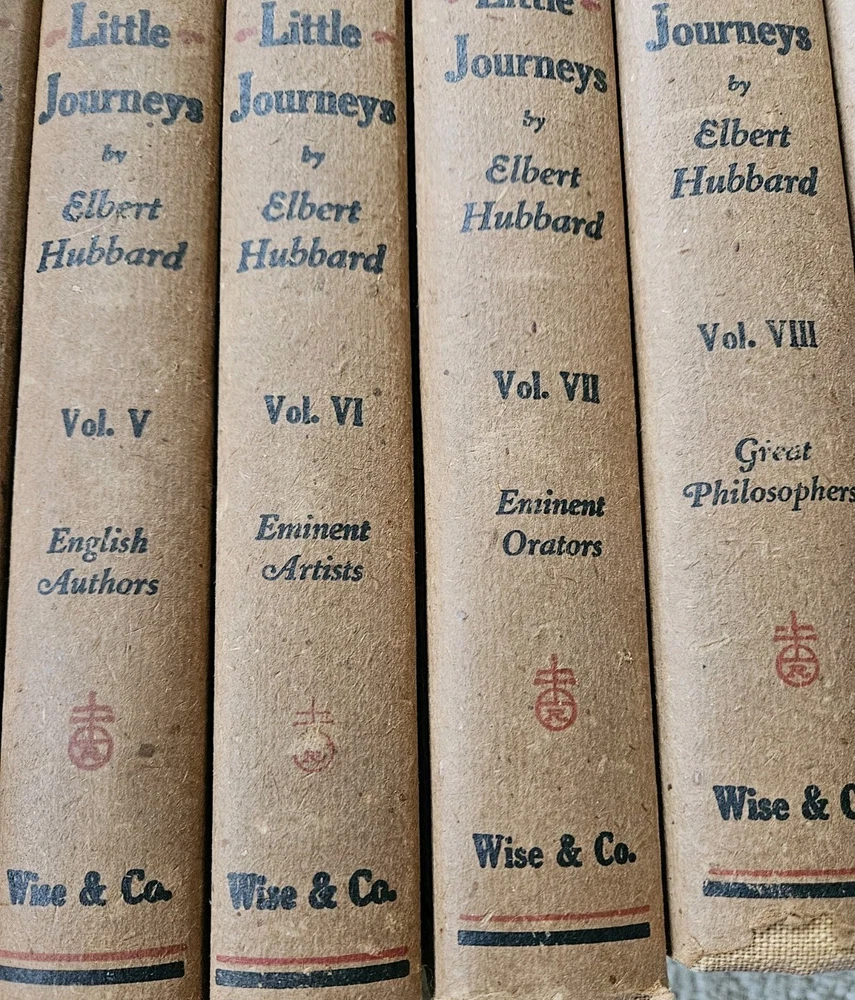 Little
Journeys
by
Elbert
Hubbard
Vol. V
English
Authors
Wise & Co.
Little
Journeys
by
Elbert
Hubbard
Vol. VI
Eminent
Artists
Wise & Co.
Little
Journeys
by
Elbert
Hubbard
Vol. VII
Eminent
Orators
Wise & Co.
Journeys
by
Elbert
Hubbard
Vol. VIII
Great
Philosophers
Wise & C